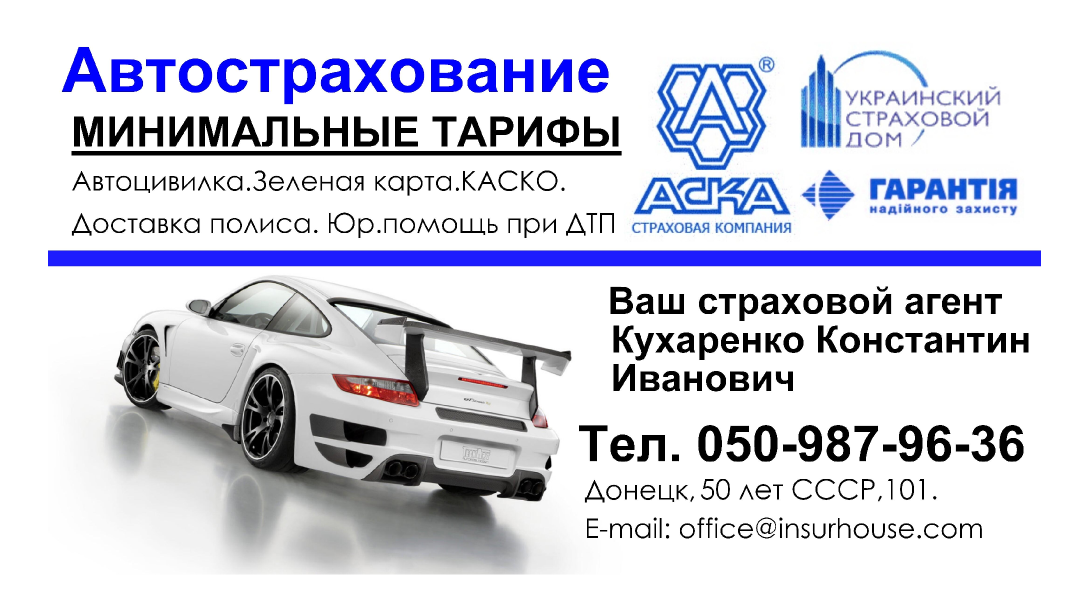 Автострахование
МИНИМАЛЬНЫЕ ТАРИФЫ
Автоцивилка.Зеленая карта.КАСКО.
Доставка полиса. Юр.помощь при ДТП
®
АСКА
СТРАХОВАЯ КОМПАНИЯ
УКРАИНСКИЙ
СТРАХОВОЙ
ДОМ
ГАРАНТІЯ
надійного захисту
Ваш страховой агент
Кухаренко Константин
Иванович
Тел. 050-987-96-36
Донецк, 50 лет СССР,101.
E-mail: office@insurhouse.com